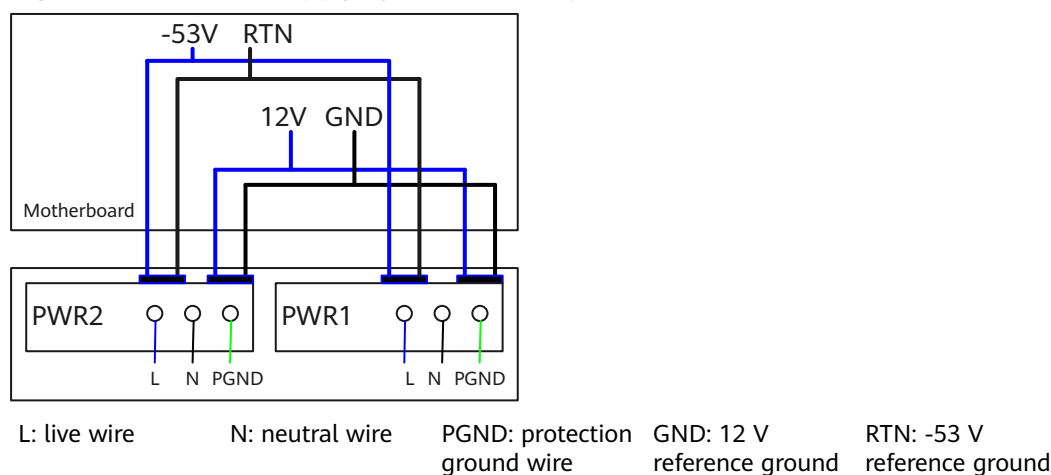 -53V RTN
12V GND
Motherboard
PWR2
PWR1
L N PGND
L N PGND
L: live wire
N: neutral wire
PGND: protection
ground wire
GND: 12 V
reference ground
RTN: -53 V
reference ground